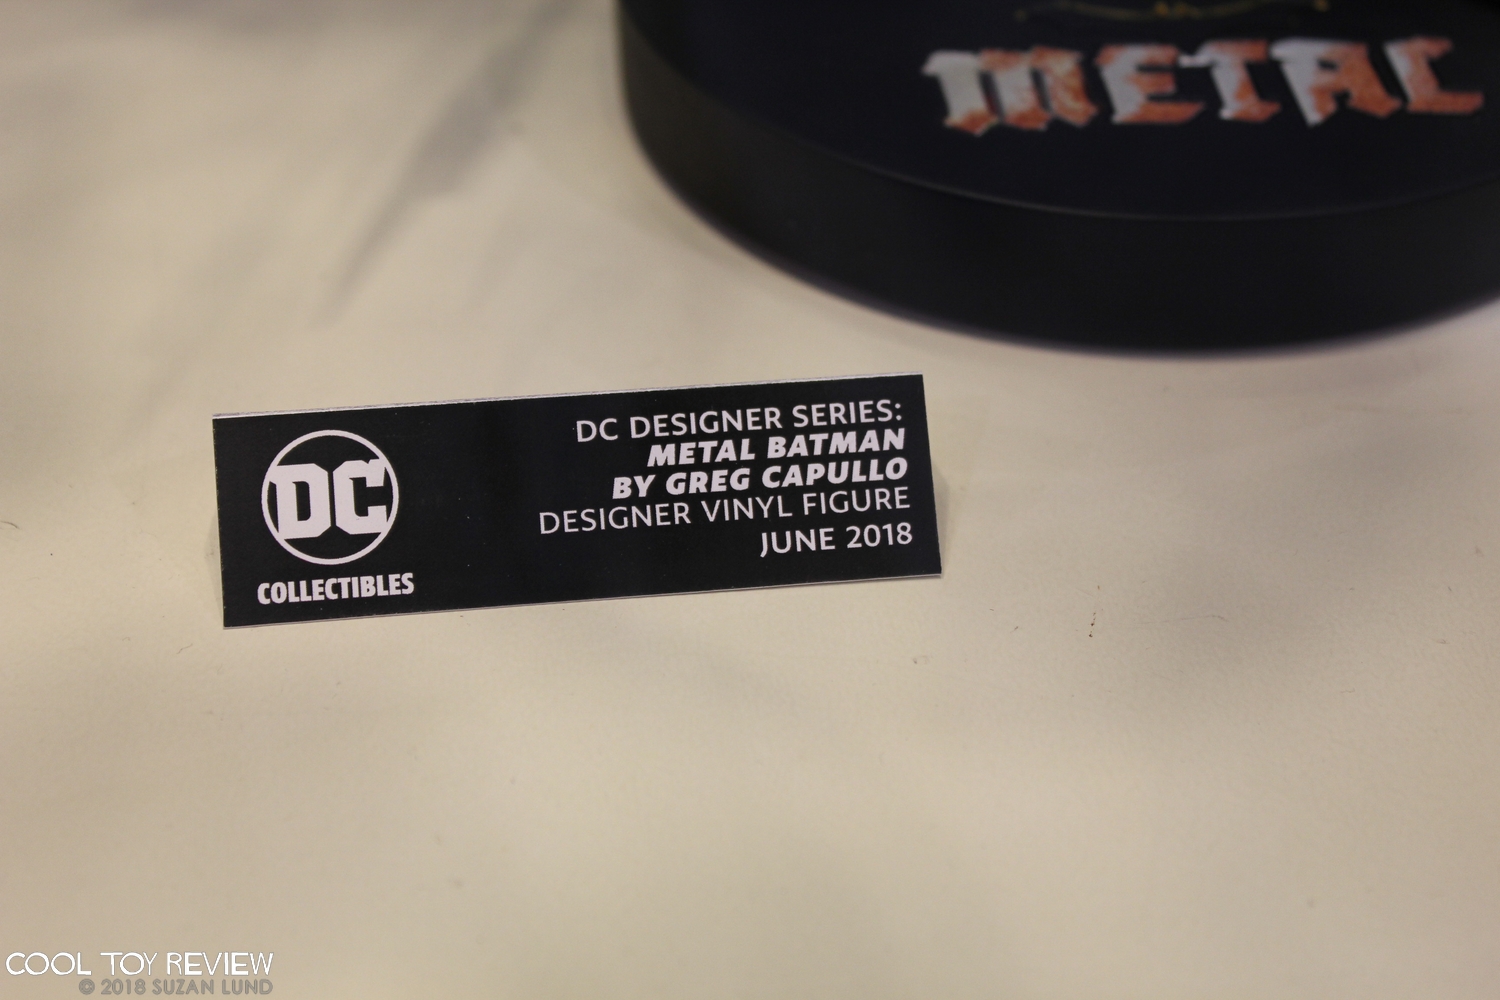 METAL
DC
COLLECTIBLES
DC DESIGNER SERIES:
METAL BATMAN
BY GREG CAPULLO
DESIGNER VINYL FIGURE
JUNE 2018
COOL TOY REVIEW
© 2018 SUZAN LUND